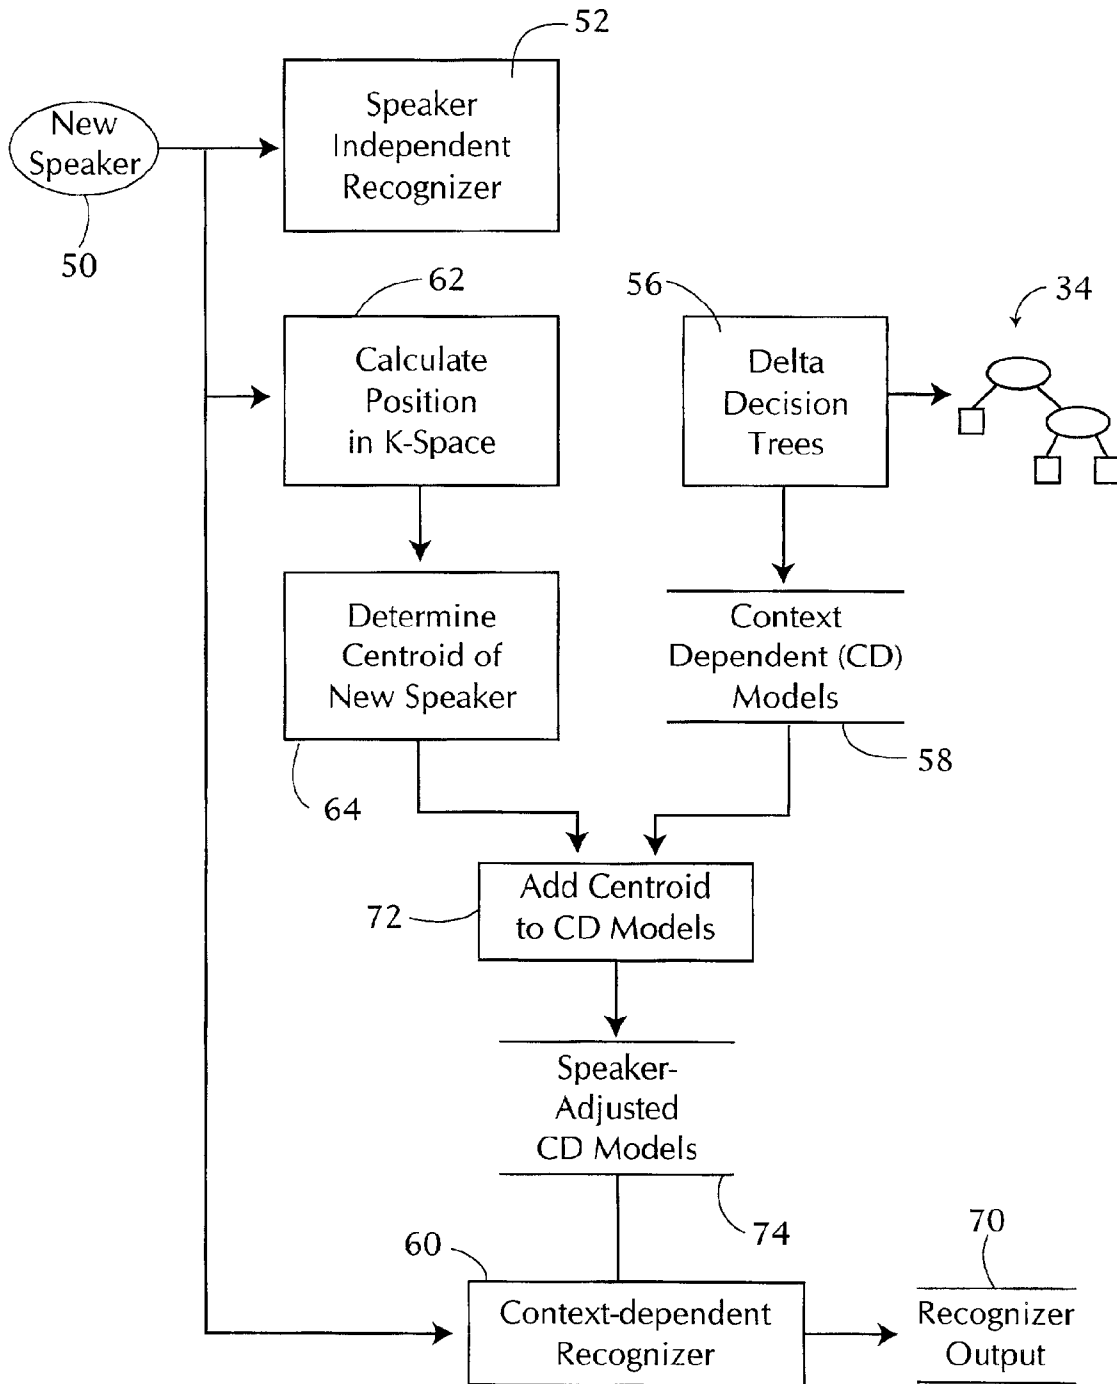 52
New
Speaker
50
Speaker
Independent
Recognizer
62
Calculate
Position
in K-Space
56
Delta
Decision
Trees
34
Determine
Centroid of
New Speaker
64
Context
Dependent (CD)
Models
58
72
Add Centroid
to CD Models
Speaker-
Adjusted
CD Models
74
60
Context-dependent
Recognizer
70
Recognizer
Output